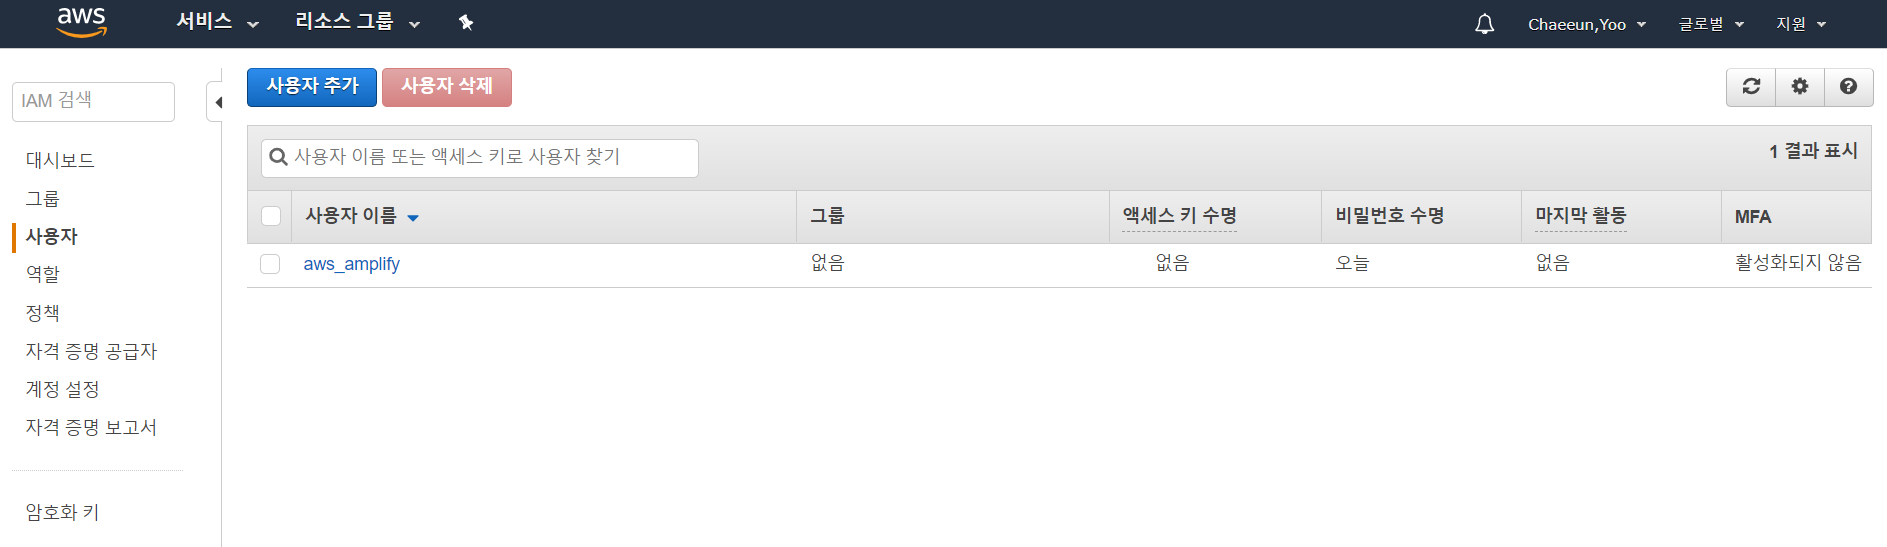 aws 서비스 리소스 그룹 Chaeeun,Yoo 글로벌 지원
IAM 검색
대시보드
그룹
사용자
역할
정책
자격 증명 공급자
계정 설정
자격 증명 보고서
암호화 키
사용자 추가 사용자 삭제
사용자 이름 또는 액세스 키로 사용자 찾기 1 결과 표시
사용자 이름 그룹 액세스 키 수명 비밀번호 수명 마지막 활동 MFA
aws_amplify 없음 없음 오늘 없음 활성화되지 않음